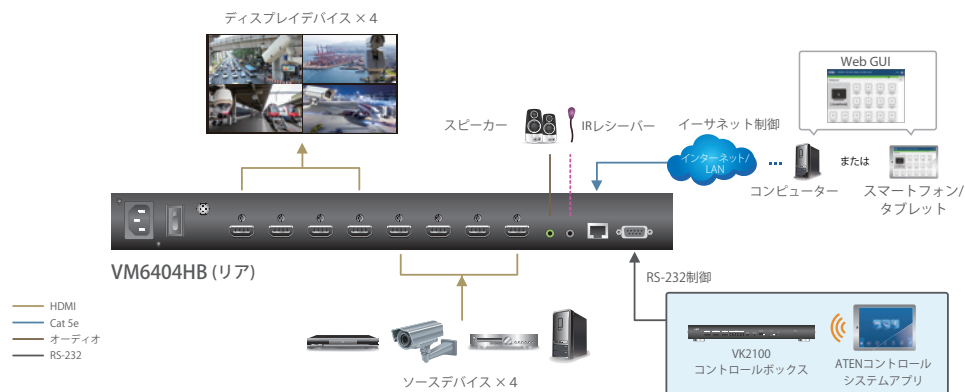 ディスプレイデバイス × 4
Web GUI
スピーカー
IRレシーバー
イーサネット制御
インターネット/
LAN
または
コンピューター
スマートフォン/
タブレット
VM6404HB (リア)
RS-232制御
HDMI
Cat 5e
オーディオ
RS-232
VK2100
コントロールボックス
ATENコントロール
システムアプリ
ソースデバイス × 4